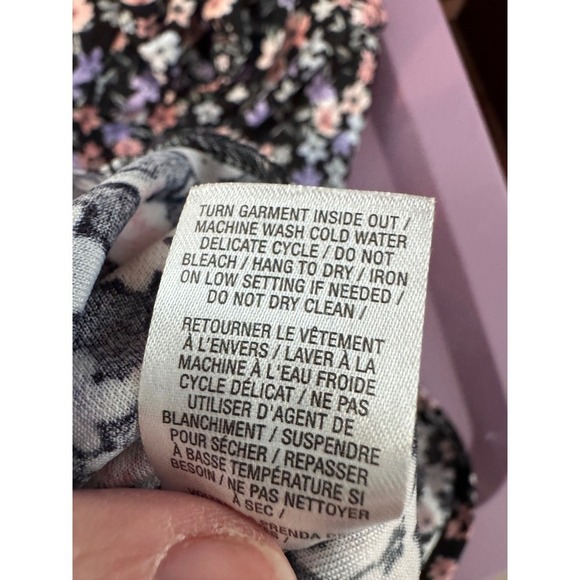 TURN GARMENT INSIDE OUT /
MACHINE WASH COLD WATER
DELICATE CYCLE / DO NOT
BLEACH / HANG TO DRY / IRON
ON LOW SETTING IF NEEDED /
DO NOT DRY CLEAN /
RETOURNER LE VÊTEMENT
À L'ENVERS / LAVER À LA
MACHINE À L'EAU FROIDE
CYCLE DÉLICAT / NE PAS
UTILISER D'AGENT DE
BLANCHIMENT / SUSPENDRE
POUR SÉCHER / REPASSER
À BASSE TEMPÉRATURE SI
BESOIN / NE PAS NETTOYER
À SEC /